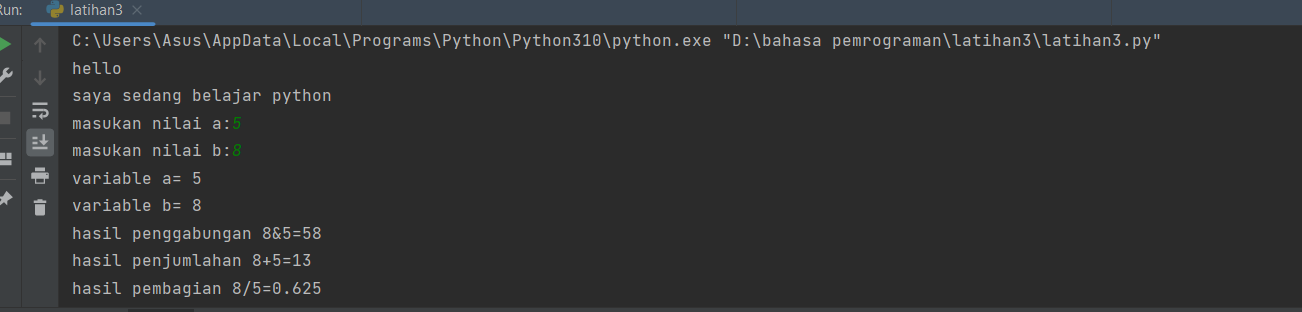 Run:
latihan3
C:\Users\Asus\AppData\Local\Programs\Python\Python310\python.exe "D:\bahasa pemrograman\latihan3\latihan3.py"
hello
saya sedang belajar python
masukan nilai a:5
masukan nilai b:8
variable a= 5
variable b= 8
hasil penggabungan 8&5=58
hasil penjumlahan 8+5=13
hasil pembagian 8/5=0.625